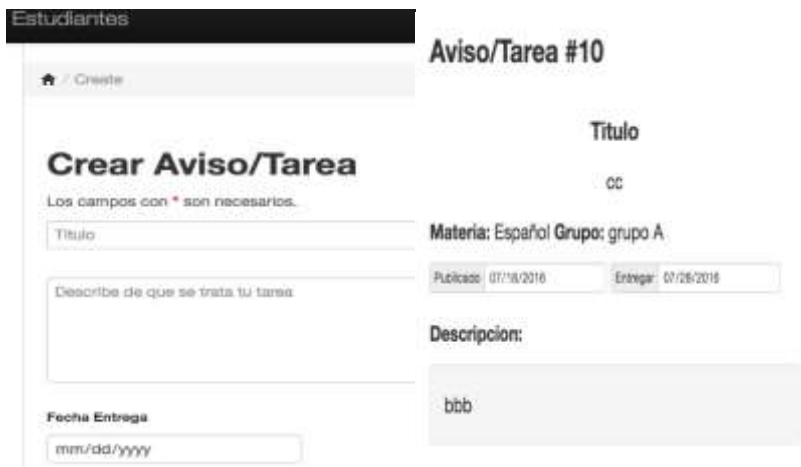 Estudiantes
/ Create
Crear Aviso/Tarea
Los campos con * son necesarios.
Titulo
Describe de que se trata tu tarea
Fecha Entrega
mm/dd/yyyy
Aviso/Tarea #10
Titulo
cc
Materia: Español Grupo: grupo A
Publicado 07/18/2016 Entregar 07/28/2016
Descripcion:
bbb